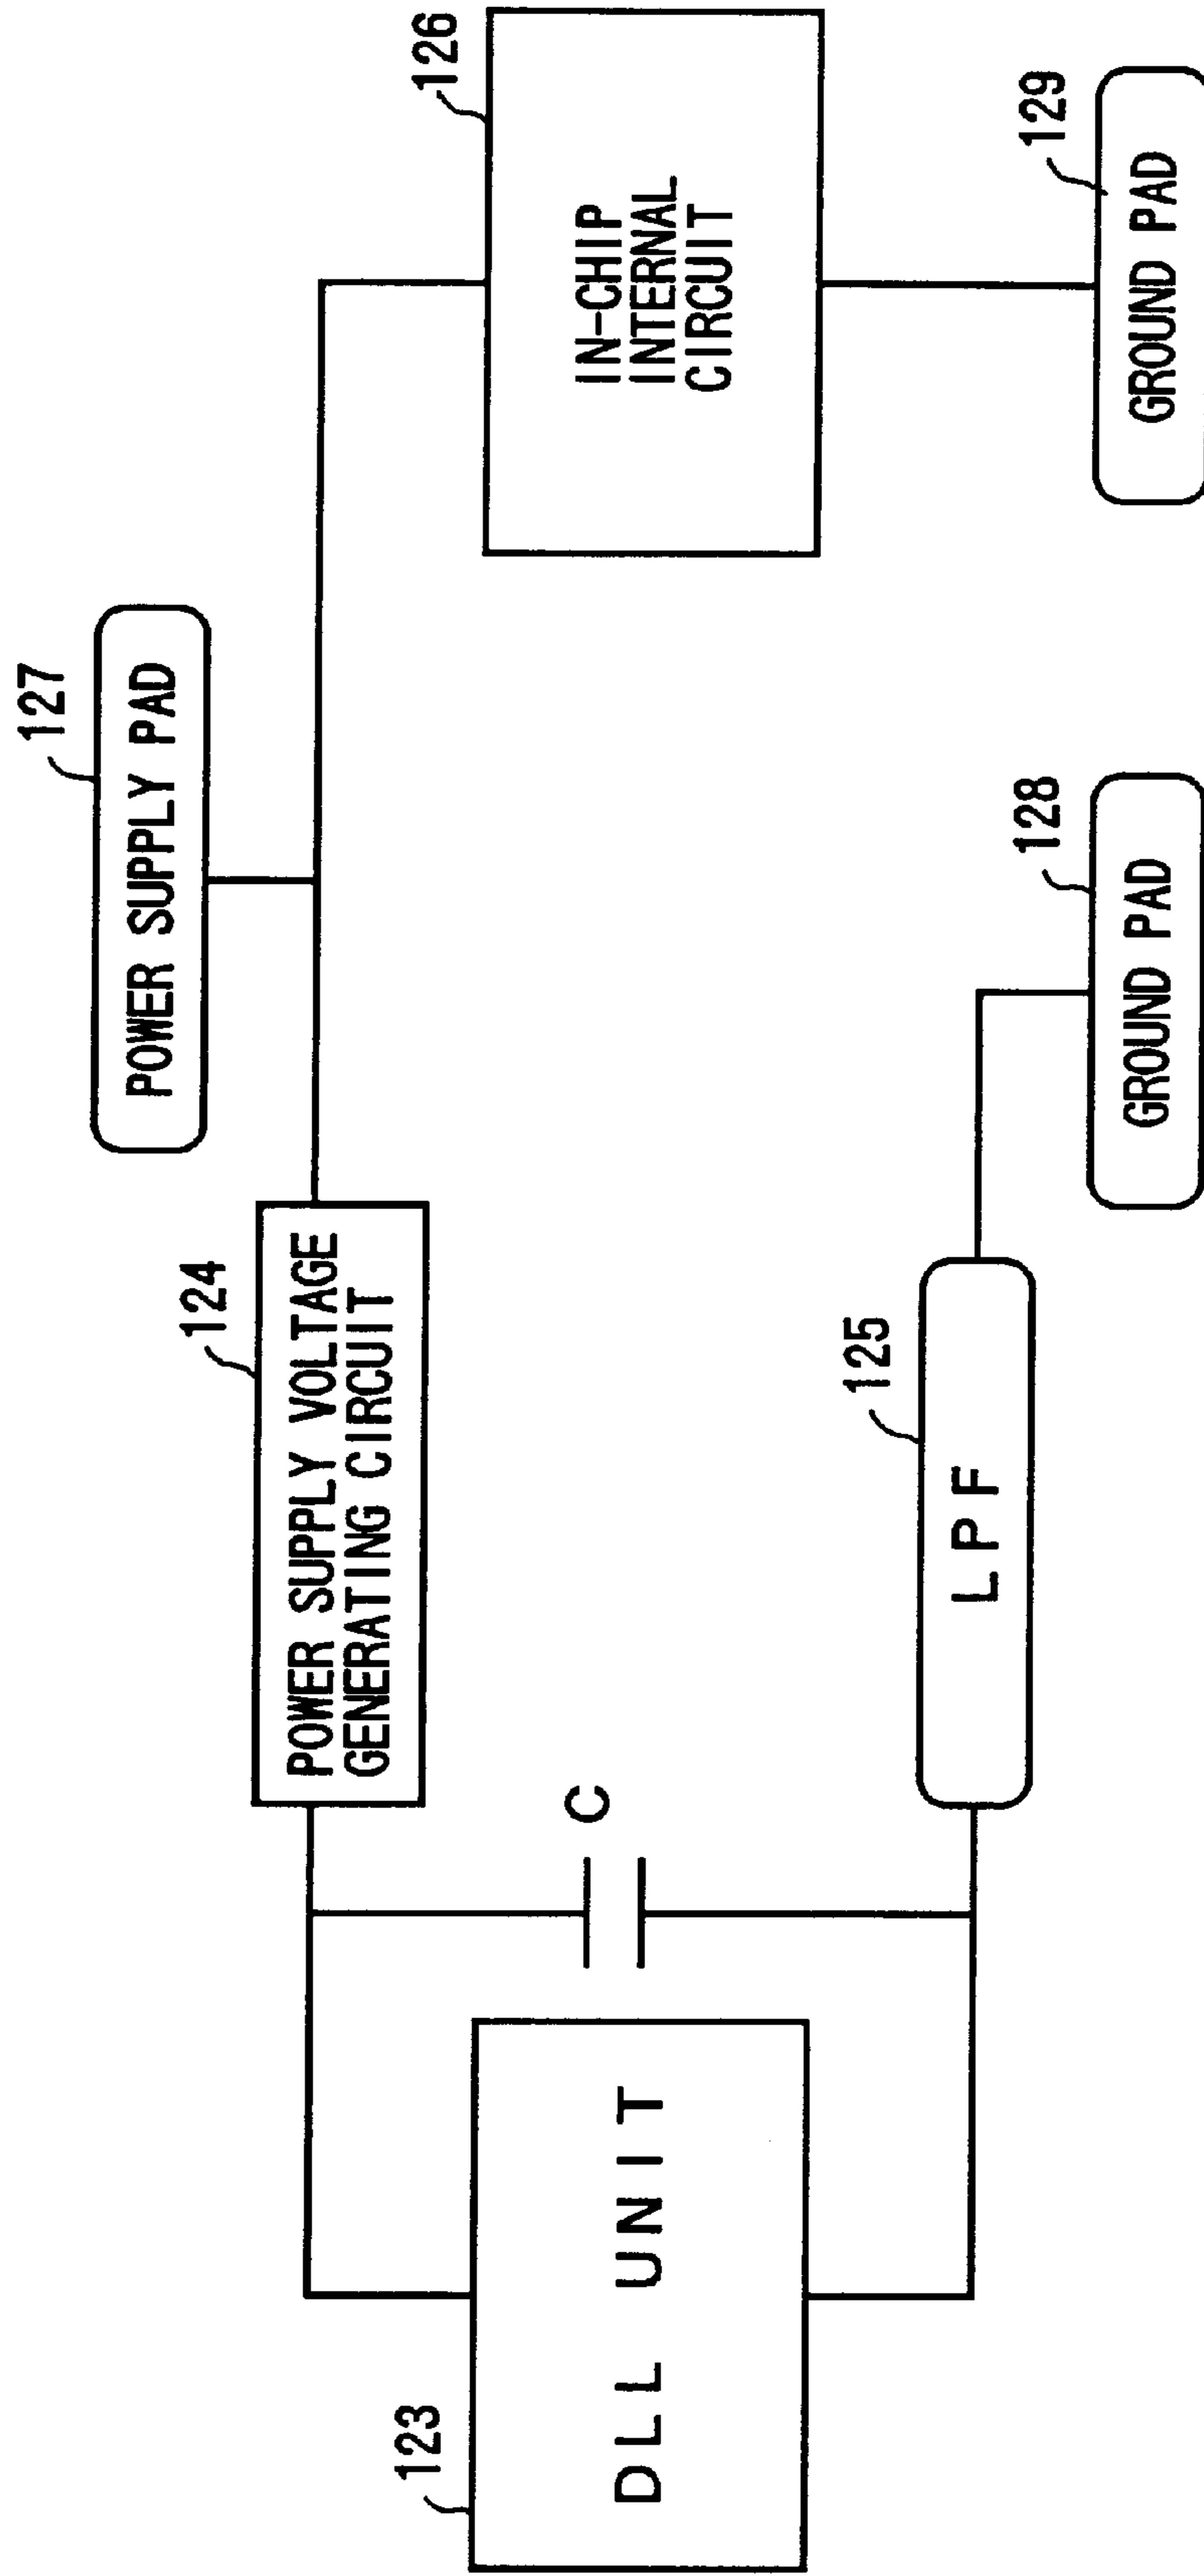 127
POWER SUPPLY PAD
124
POWER SUPPLY VOLTAGE
GENERATING CIRCUIT
126
IN-CHIP
INTERNAL
CIRCUIT
C
123
DLL UNIT
125
LPF
128
GROUND PAD
129
GROUND PAD